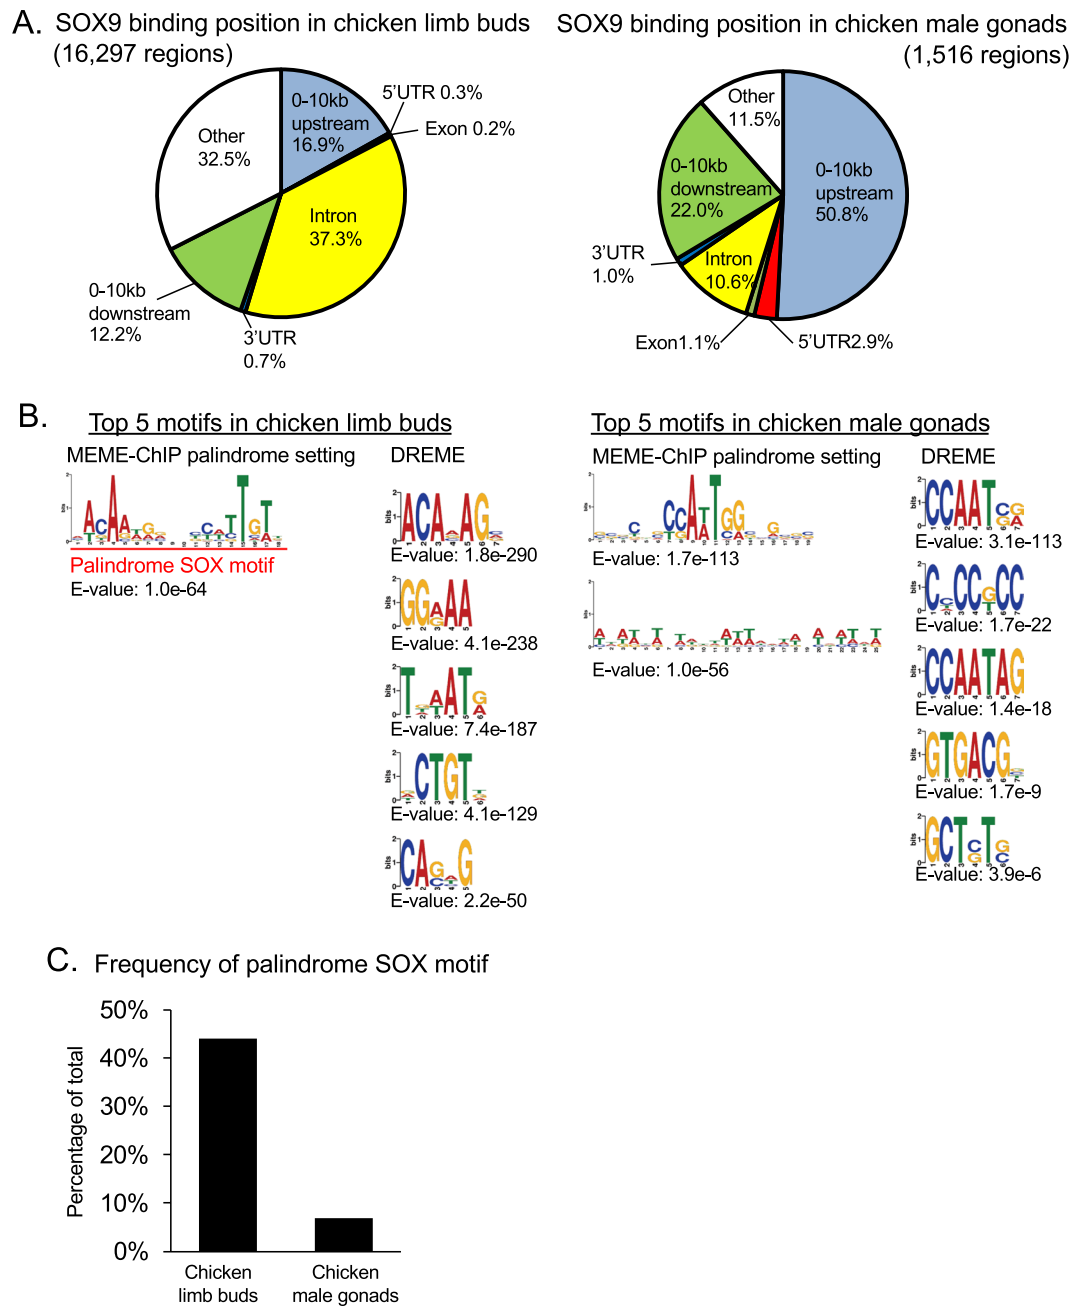 A. SOX9 binding position in chicken limb buds
(16,297 regions)
5'UTR 0.3%
0-10kb
upstream
16.9%
Exon 0.2%
Other
32.5%
Intron
37.3%
0-10kb
downstream
12.2%
3'UTR
0.7%
SOX9 binding position in chicken male gonads
(1,516 regions)
Other
11.5%
0-10kb
downstream
22.0%
0-10kb
upstream
50.8%
3'UTR
1.0%
Intron
10.6%
Exon1.1%
5'UTR2.9%
B.
Top 5 motifs in chicken limb buds
MEME-ChIP palindrome setting
Palindrome SOX motif
E-value: 1.0e-64
DREME
E-value: 1.8e-290
E-value: 4.1e-238
E-value: 7.4e-187
E-value: 4.1e-129
E-value: 2.2e-50
Top 5 motifs in chicken male gonads
MEME-ChIP palindrome setting
E-value: 1.7e-113
E-value: 1.0e-56
DREME
E-value: 3.1e-113
E-value: 1.7e-22
E-value: 1.4e-18
E-value: 1.7e-9
E-value: 3.9e-6
C. Frequency of palindrome SOX motif
Percentage of total
50%
40%
30%
20%
10%
0%
Chicken
limb buds
Chicken
male gonads